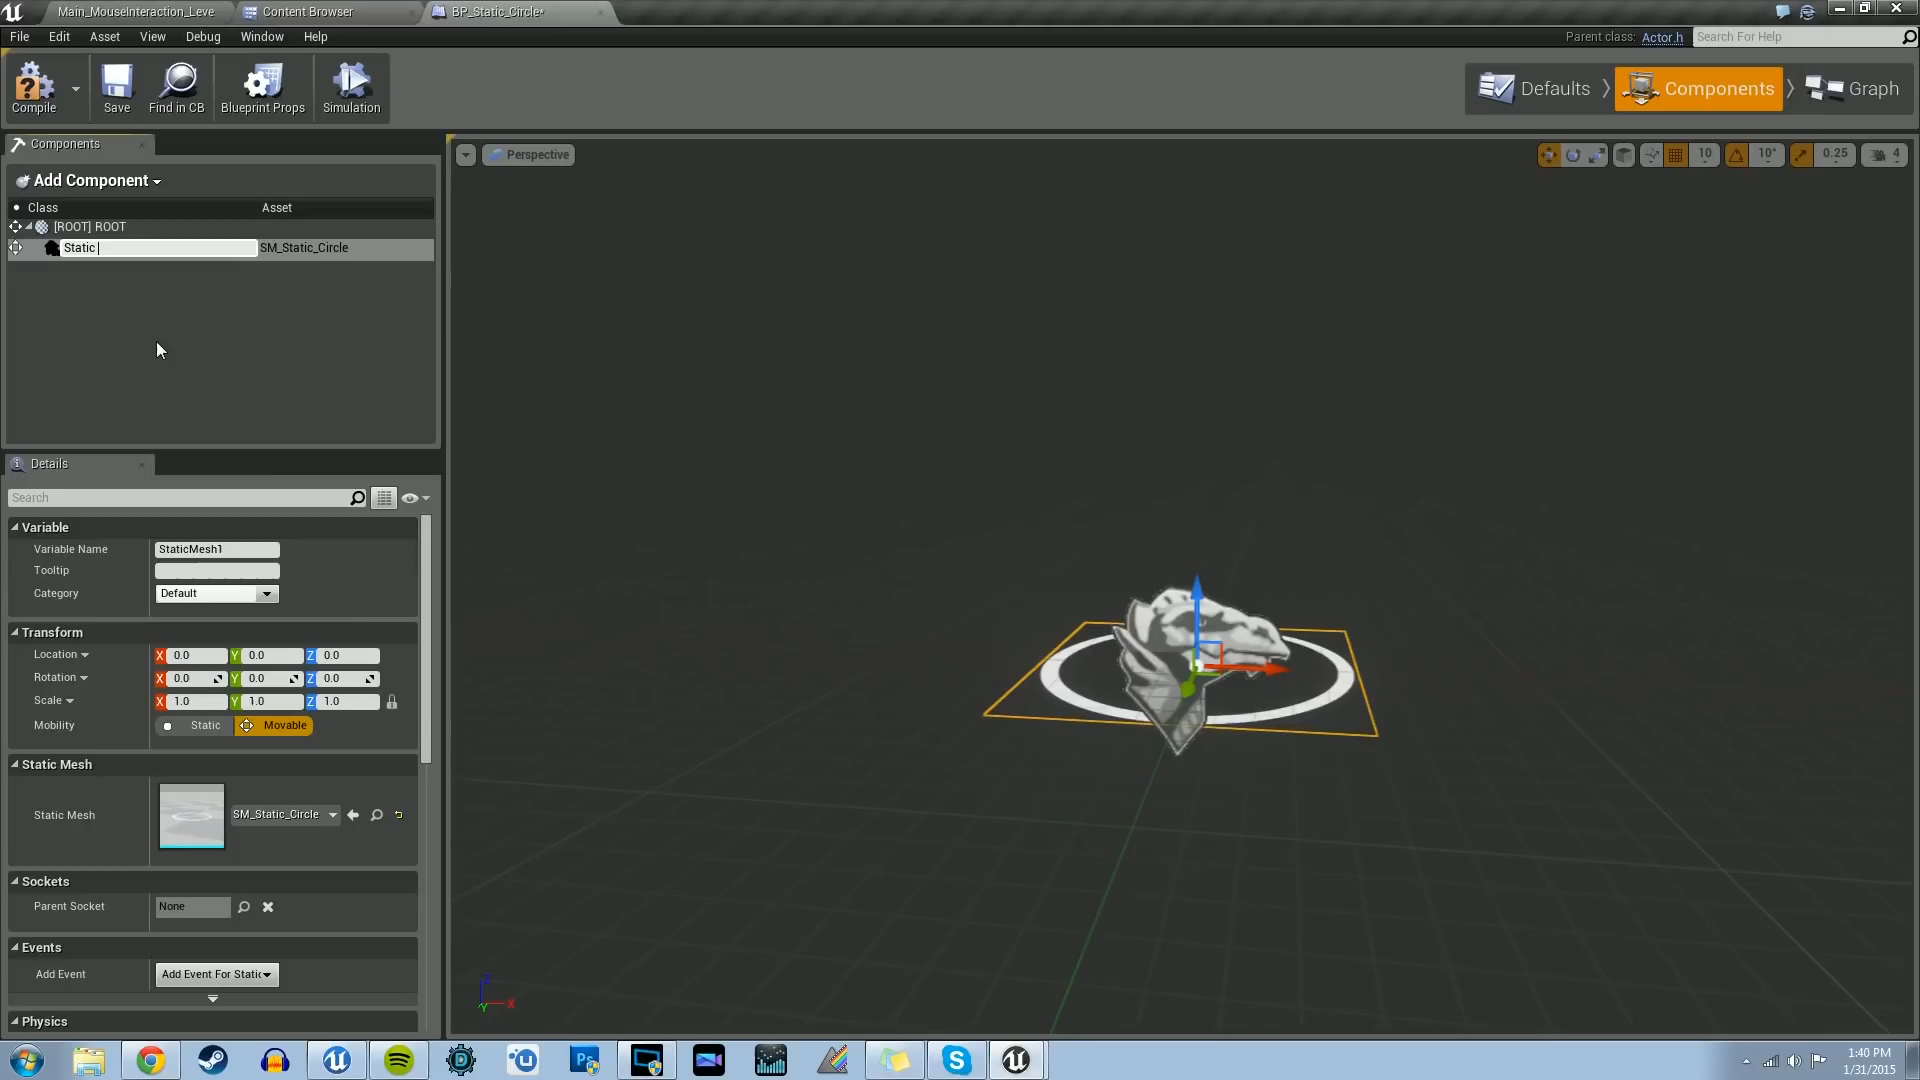 Main_MouseInteraction_Leve
Content Browser
BP_Static_Circle*
File Edit Asset View Debug Window Help
Parent class: Actor.h
Search For Help
Compile
Save
Find in CB
Blueprint Props
Simulation
Defaults
Components
Graph
Components
Perspective
10
10°
0.25
4
Add Component
Class Asset
[ROOT] ROOT
Static SM_Static_Circle
Details
Search
Variable
Variable Name StaticMesh1
Tooltip
Category Default
Transform
Location X 0.0 Y 0.0 Z 0.0
Rotation X 0.0 Y 0.0 Z 0.0
Scale X 1.0 Y 1.0 Z 1.0
Mobility Static Movable
Static Mesh
Static Mesh SM_Static_Circle
Sockets
Parent Socket None
Events
Add Event Add Event For Static
Physics
Z
X
Y
Ps
1:40 PM
1/31/2015